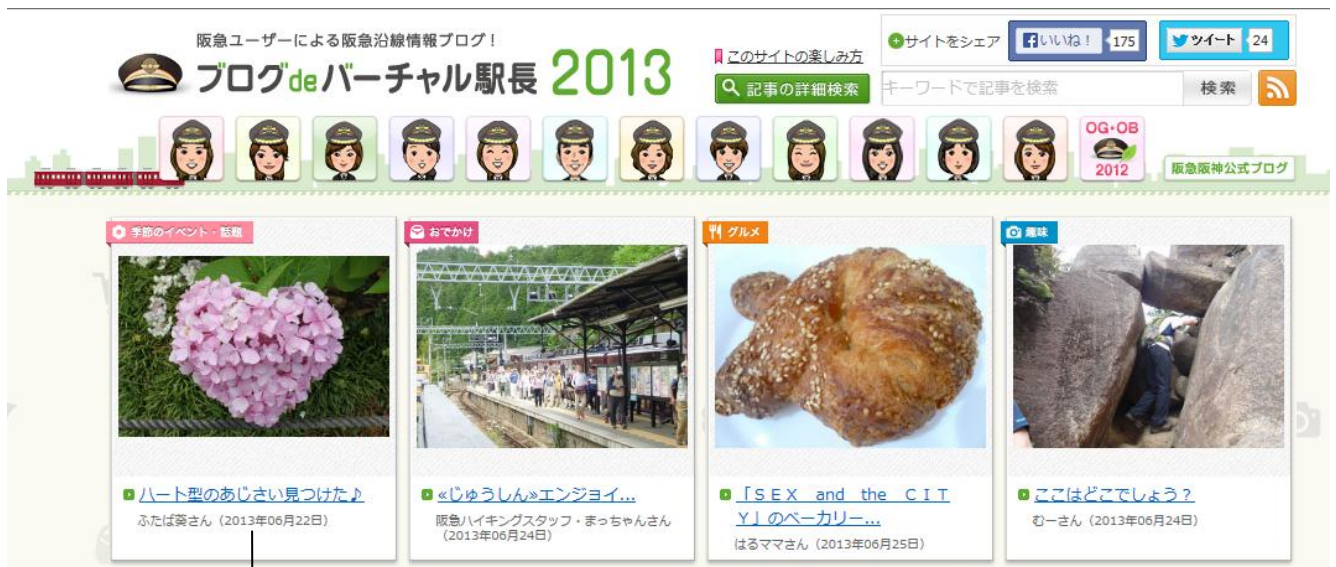 阪急ユーザーによる阪急沿線情報ブログ！
ブログdeバーチャル駅長 2013
このサイトの楽しみ方
記事の詳細検索
サイトをシェア
いいね！ 175
ツイート 24
キーワードで記事を検索
検索
OG・OB
2012
阪急阪神公式ブログ
季節のイベント・話題
ハート型のあじさい見つけた♪
ふたば葵さん（2013年06月22日）
おでかけ
«じゅうしん»エンジョイ...
阪急ハイキングスタッフ・まっちゃんさん
（2013年06月24日）
グルメ
「ＳＥＸ and the ＣＩＴ
Ｙ」のベーカリー...
はるママさん（2013年06月25日）
趣味
ここはどこでしょう？
むーさん（2013年06月24日）